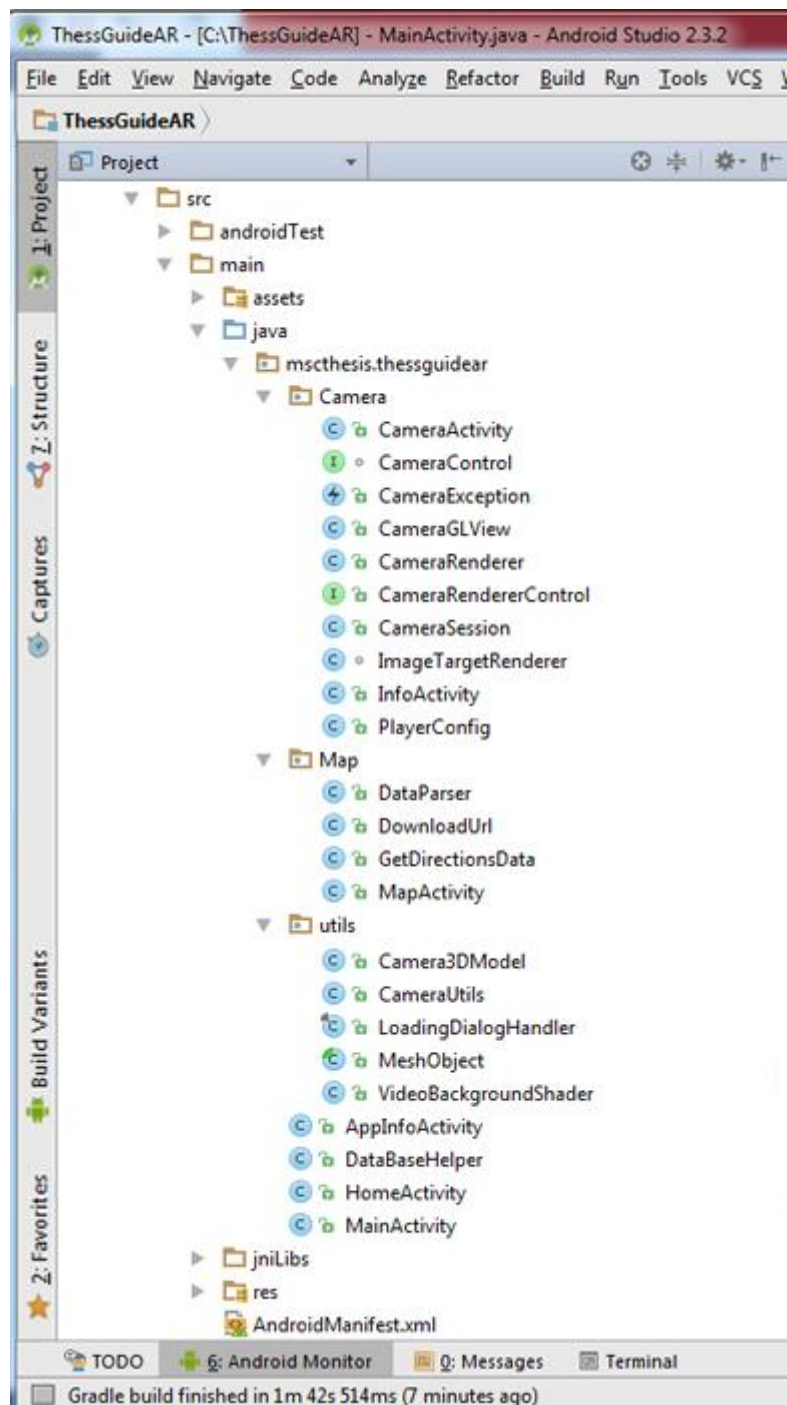 ThessGuideAR - [C:\ThessGuideAR] - MainActivity.java - Android Studio 2.3.2
File Edit View Navigate Code Analyze Refactor Build Run Tools VCS
ThessGuideAR
Project
1: Project
Z: Structure
Captures
Build Variants
2: Favorites
src
androidTest
main
assets
java
mscthesis.thessguidear
Camera
CameraActivity
CameraControl
CameraException
CameraGLView
CameraRenderer
CameraRendererControl
CameraSession
ImageTargetRenderer
InfoActivity
PlayerConfig
Map
DataParser
DownloadUrl
GetDirectionsData
MapActivity
utils
Camera3DModel
CameraUtils
LoadingDialogHandler
MeshObject
VideoBackgroundShader
AppInfoActivity
DataBaseHelper
HomeActivity
MainActivity
jniLibs
res
AndroidManifest.xml
TODO 6: Android Monitor 0: Messages Terminal
Gradle build finished in 1m 42s 514ms (7 minutes ago)